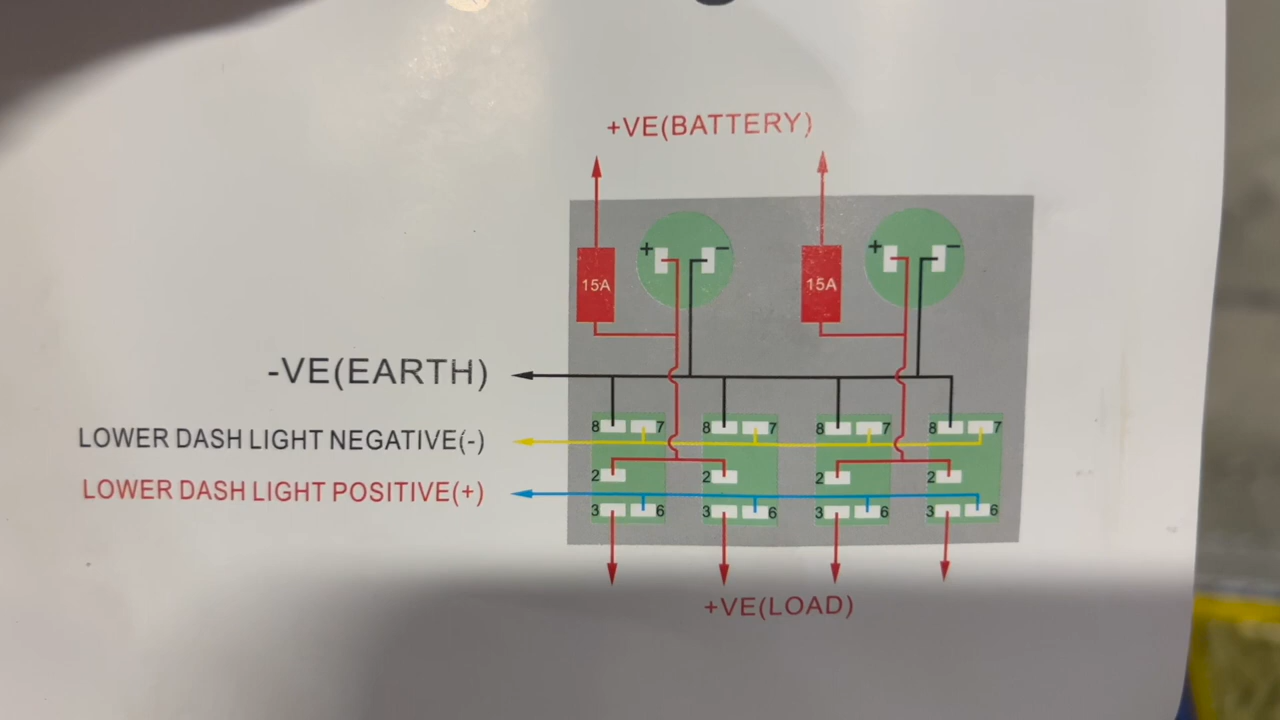 +VE(BATTERY)
+ −
+ −
15A
15A
-VE(EARTH)
8 7 8 7 8 7 8 7
LOWER DASH LIGHT NEGATIVE(-)
2 2 2 2
LOWER DASH LIGHT POSITIVE(+)
3 6 3 6 3 6 3 6
+VE(LOAD)